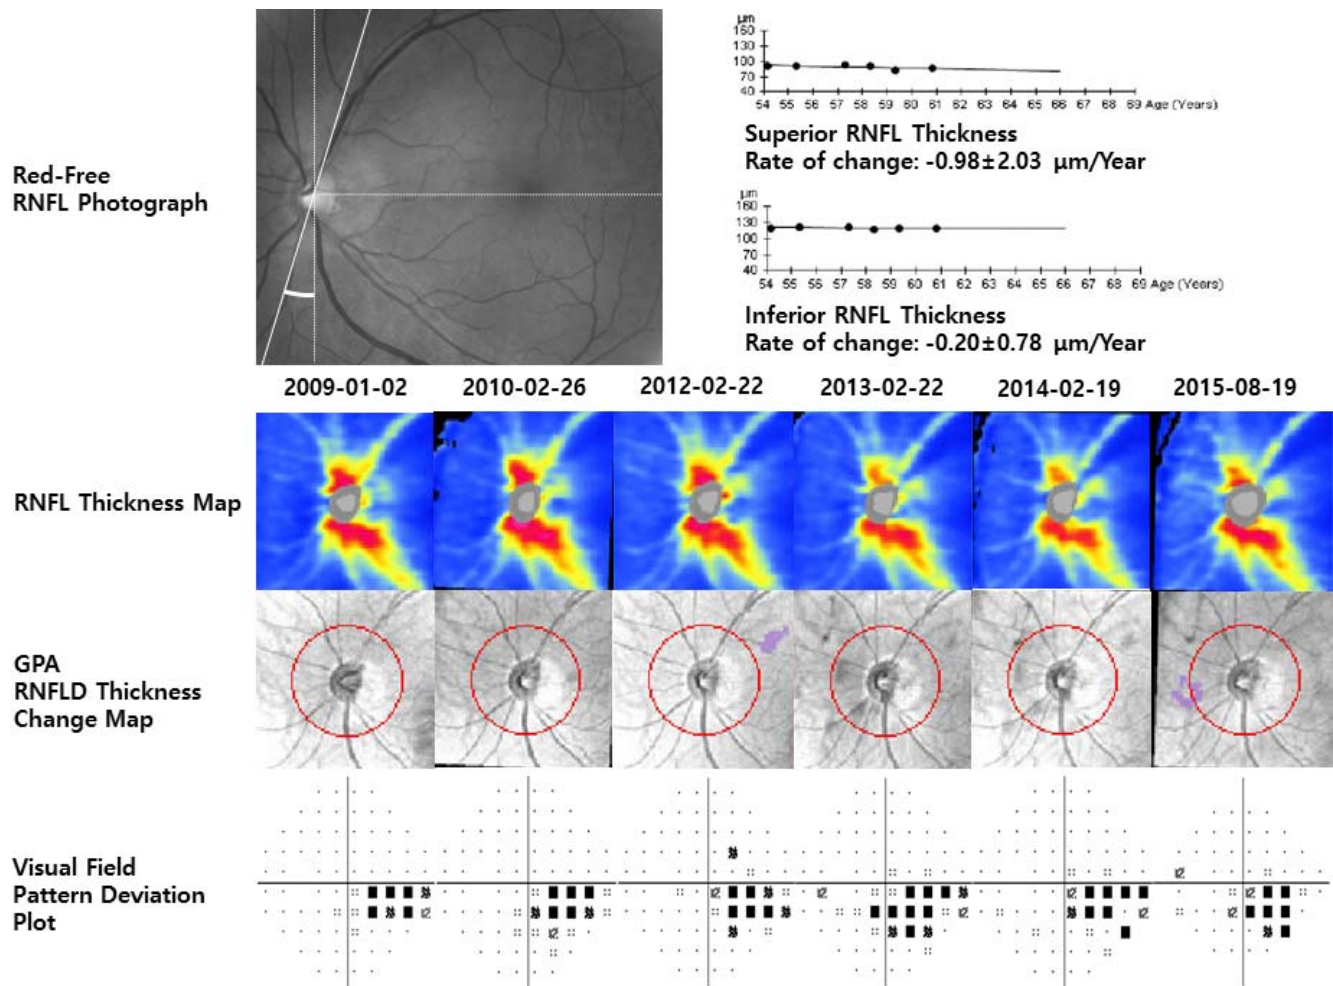 Red-Free
RNFL Photograph
µm
160
130
100
70
40
54 55 56 57 58 59 60 61 62 63 64 65 66 67 68 69 Age (Years)
Superior RNFL Thickness
Rate of change: -0.98±2.03 µm/Year
µm
160
130
100
70
40
54 55 56 57 58 59 60 61 62 63 64 65 66 67 68 69 Age (Years)
Inferior RNFL Thickness
Rate of change: -0.20±0.78 µm/Year
2009-01-02 2010-02-26 2012-02-22 2013-02-22 2014-02-19 2015-08-19
RNFL Thickness Map
GPA
RNFLD Thickness
Change Map
Visual Field
Pattern Deviation
Plot